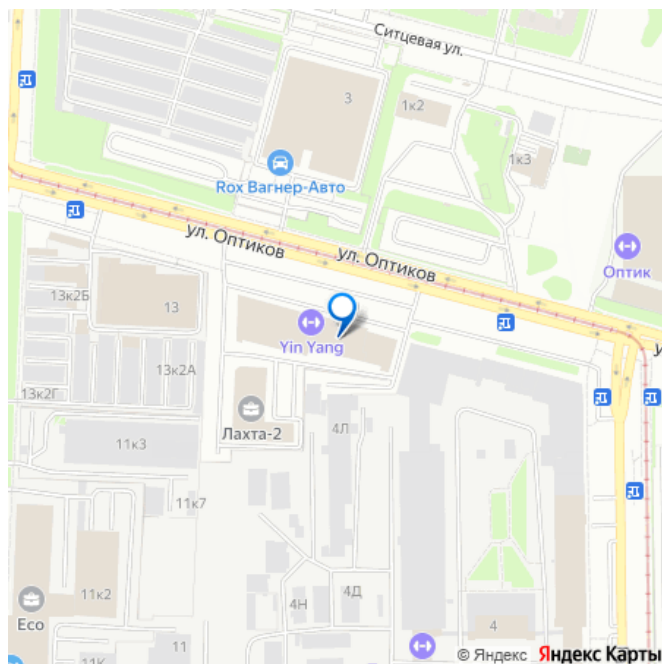 Ситцевая ул.
3
1к2
1к3
Rox Вагнер-Авто
ул. Оптиков
ул. Оптиков
Оптик
13к2Б
13
Yin Yang
13к2А
13к2Г
Лахта-2
4Л
11к3
11к7
11к2
4Н
4Д
Eco
4
11
© Яндекс Яндекс Карты